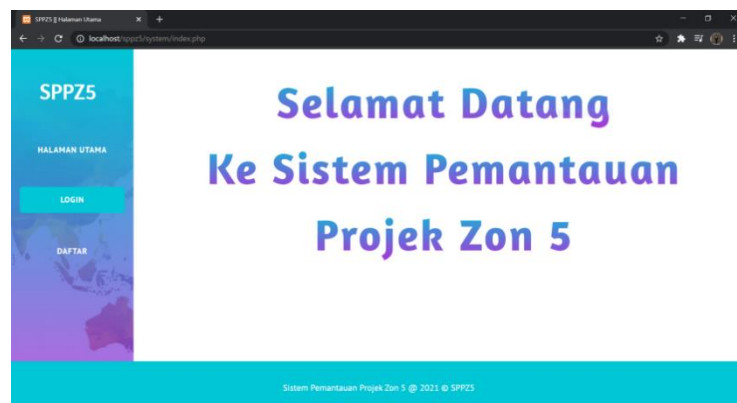 SPPZ5 || Halaman Utama
localhost/sppz5/system/index.php
SPPZ5
HALAMAN UTAMA
LOGIN
DAFTAR
Selamat Datang
Ke Sistem Pemantauan
Projek Zon 5
Sistem Pemantauan Projek Zon 5 @ 2021 © SPPZ5